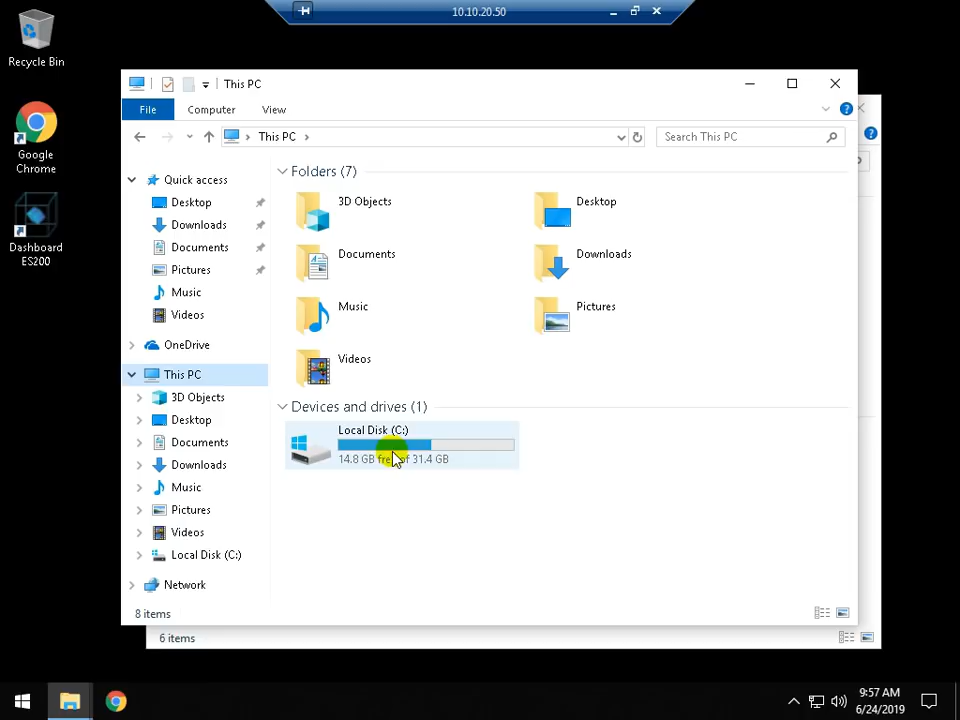 10.10.20.50
Recycle Bin
Google
Chrome
Dashboard
ES200
This PC
File Computer View
This PC
Search This PC
Quick access
Desktop
Downloads
Documents
Pictures
Music
Videos
OneDrive
This PC
3D Objects
Desktop
Documents
Downloads
Music
Pictures
Videos
Local Disk (C:)
Network
Folders (7)
3D Objects
Desktop
Documents
Downloads
Music
Pictures
Videos
Devices and drives (1)
Local Disk (C:)
14.8 GB free of 31.4 GB
8 items
6 items
9:57 AM
6/24/2019